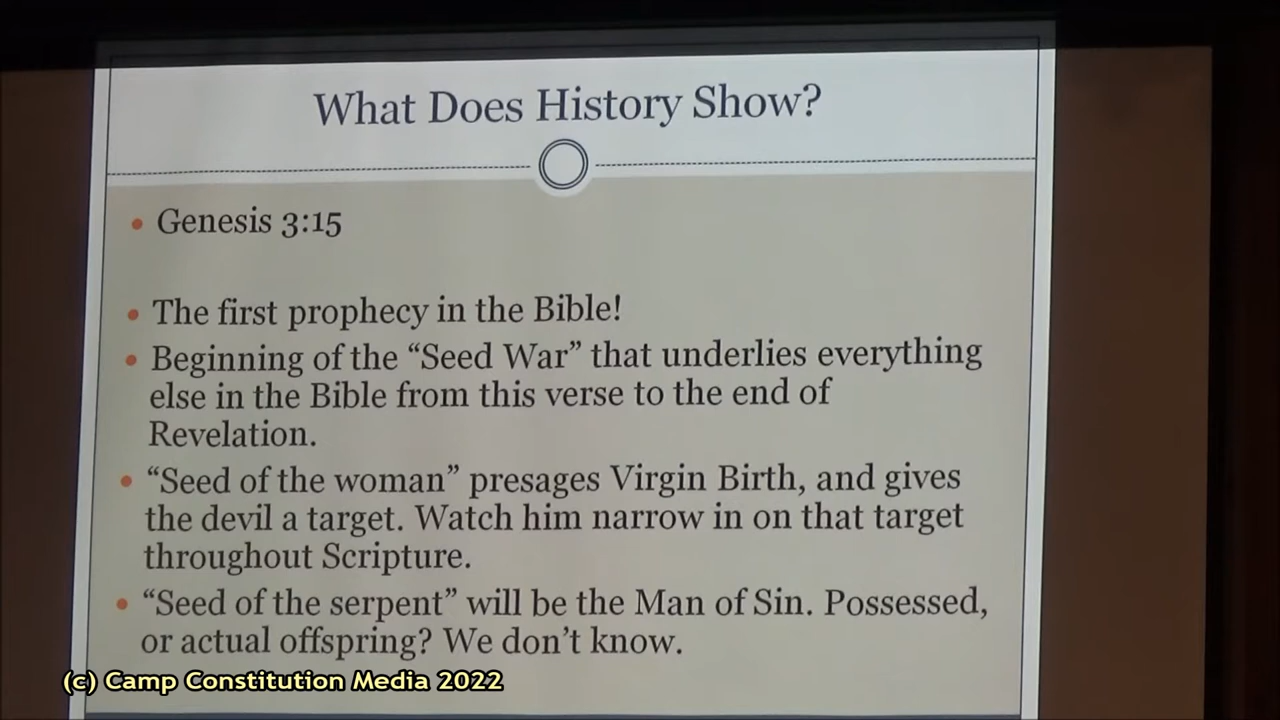 What Does History Show?
• Genesis 3:15
• The first prophecy in the Bible!
• Beginning of the “Seed War” that underlies everything
else in the Bible from this verse to the end of
Revelation.
• “Seed of the woman” presages Virgin Birth, and gives
the devil a target. Watch him narrow in on that target
throughout Scripture.
• “Seed of the serpent” will be the Man of Sin. Possessed,
or actual offspring? We don’t know.
(c) Camp Constitution Media 2022